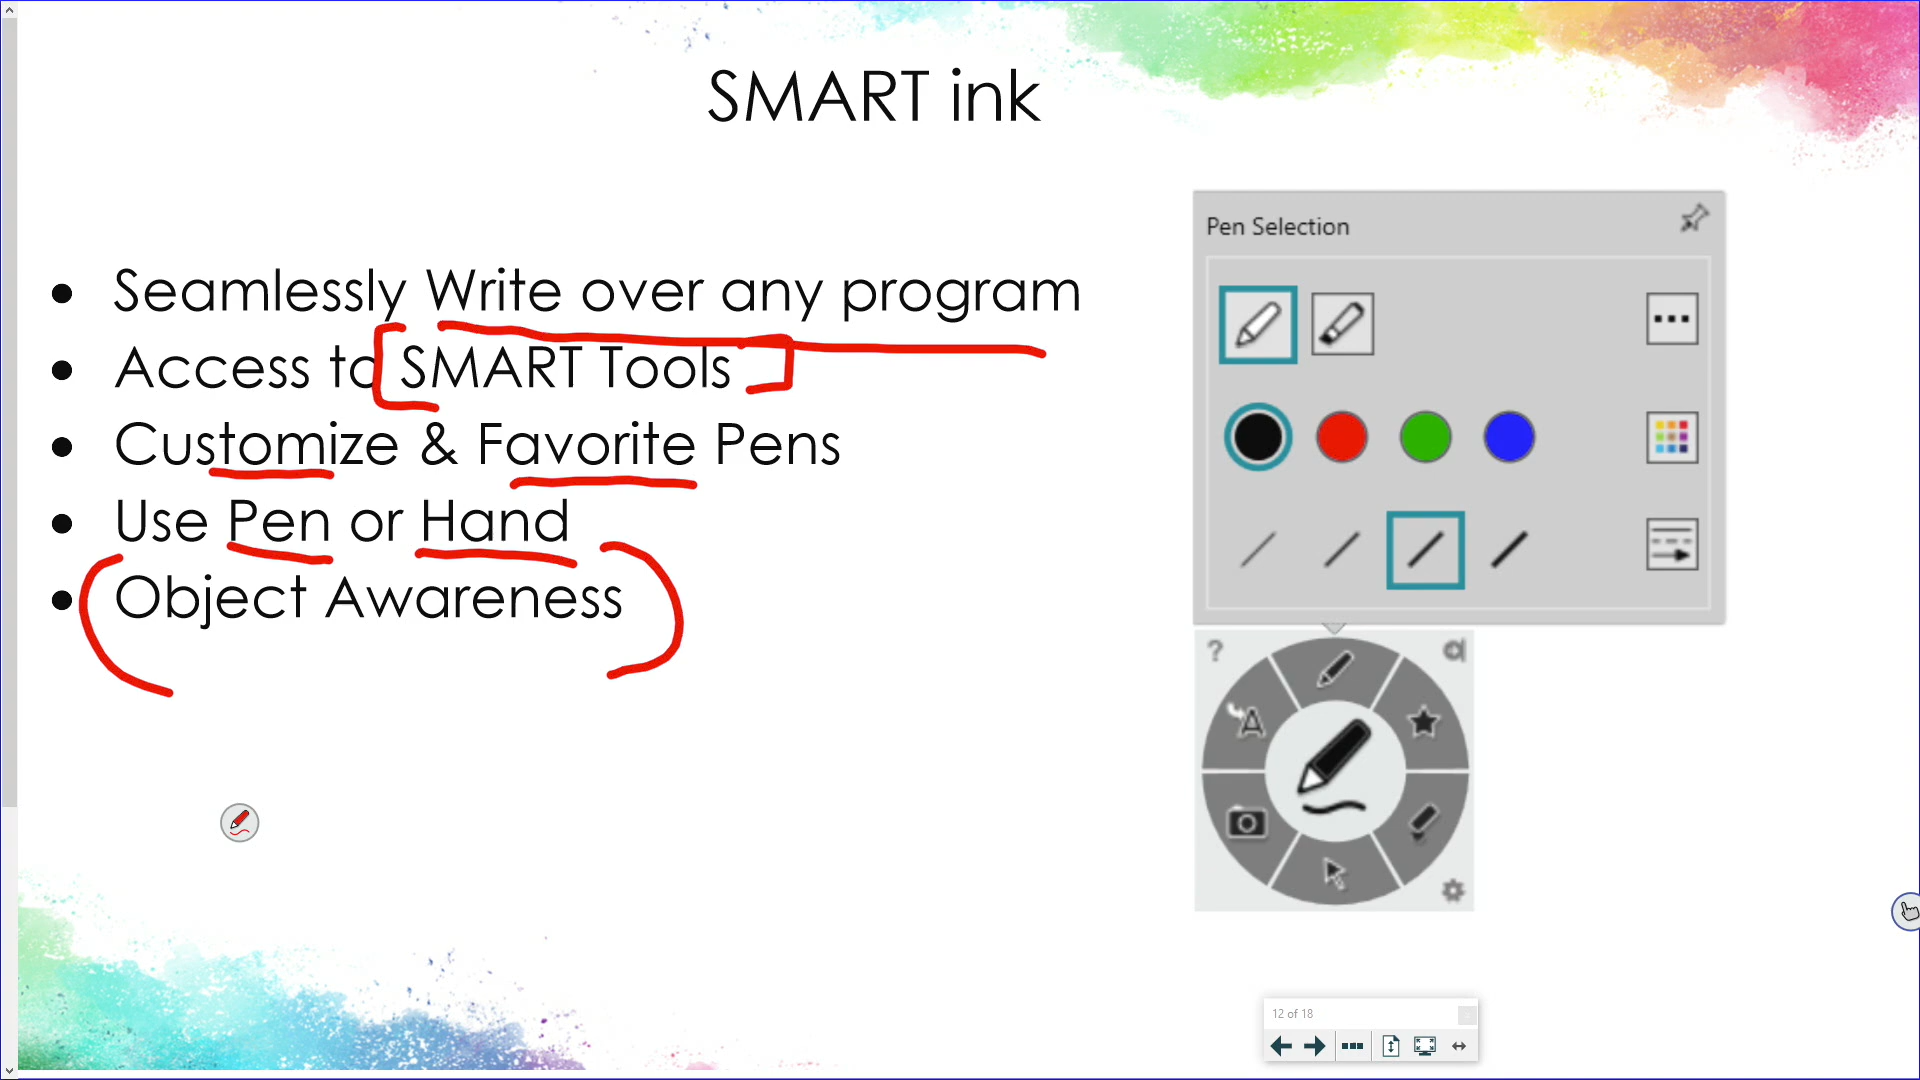 SMART ink
• Seamlessly Write over any program
• Access to SMART Tools
• Customize & Favorite Pens
• Use Pen or Hand
• Object Awareness
Pen Selection
?
A
12 of 18